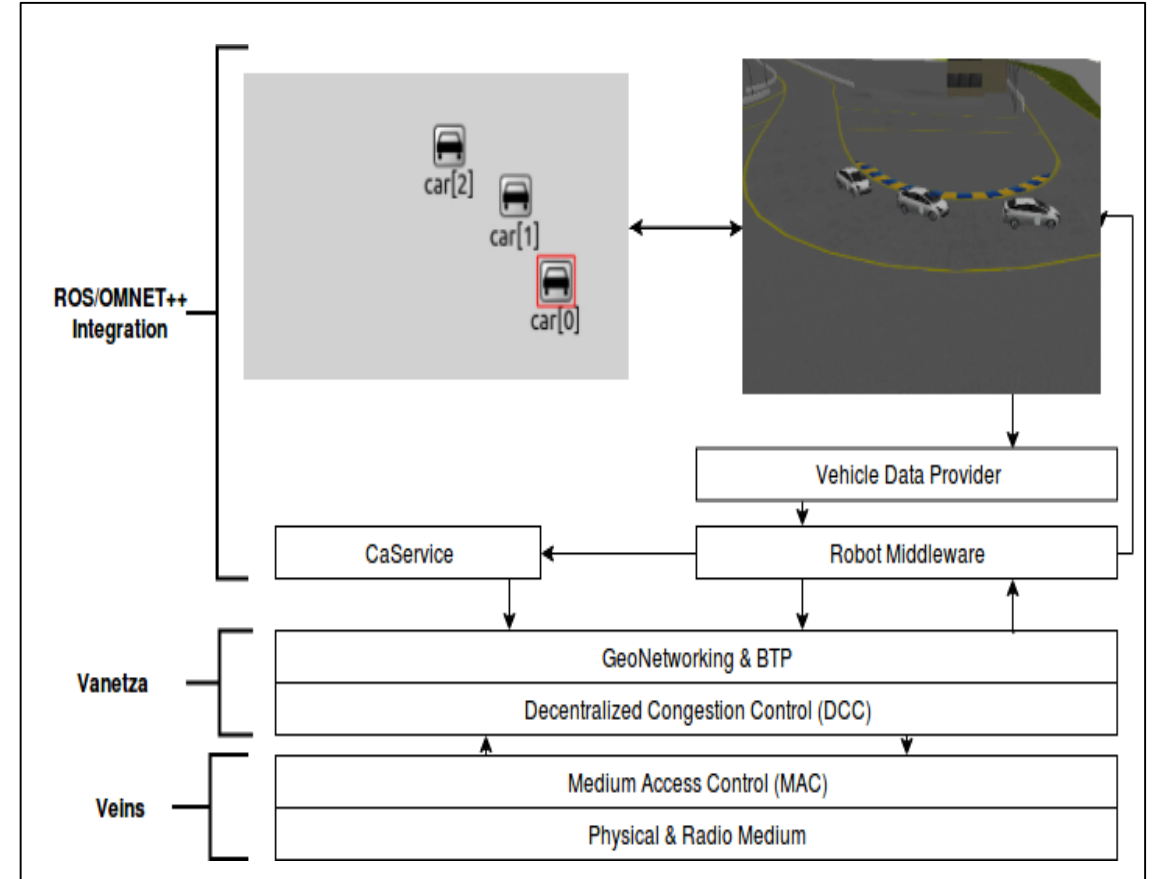 car[2]
car[1]
car[0]
ROS/OMNET++
Integration
Vehicle Data Provider
CaService
Robot Middleware
Vanetza
GeoNetworking & BTP
Decentralized Congestion Control (DCC)
Veins
Medium Access Control (MAC)
Physical & Radio Medium